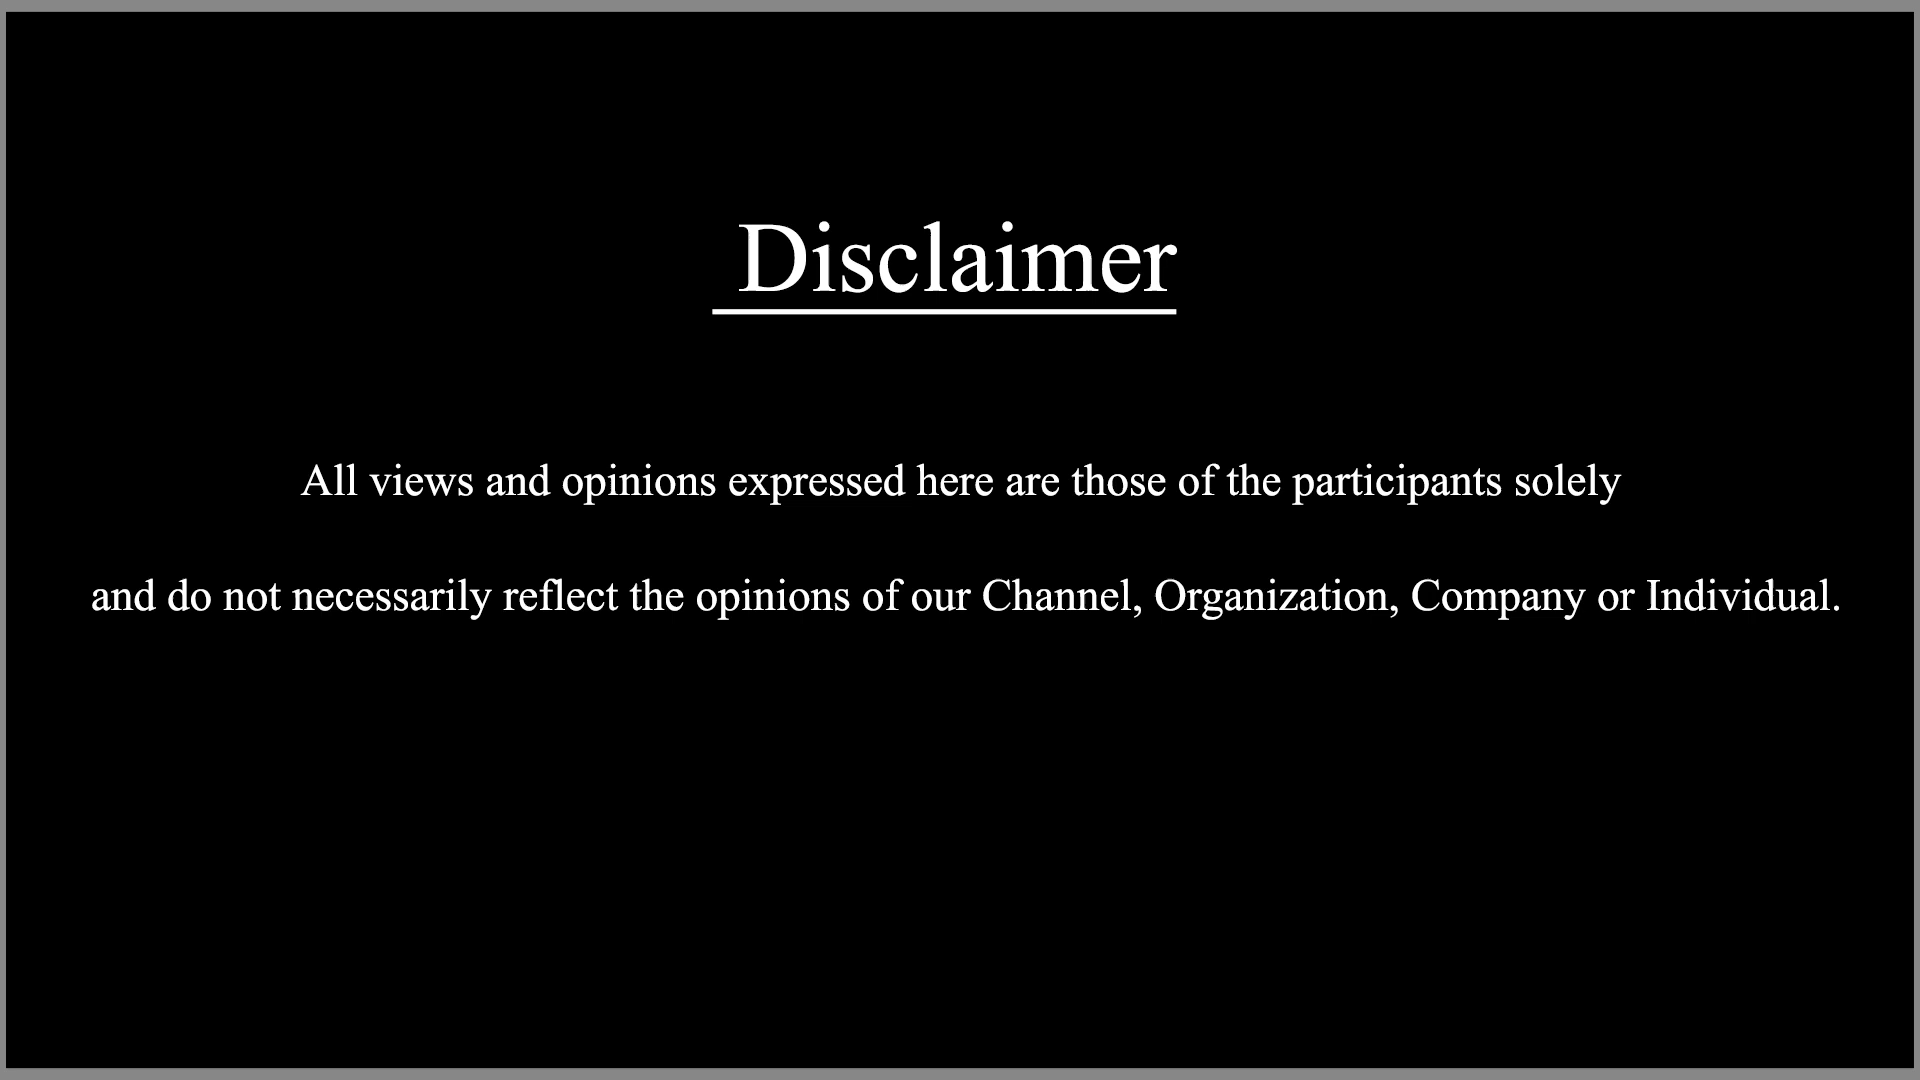 Disclaimer
All views and opinions expressed here are those of the participants solely
and do not necessarily reflect the opinions of our Channel, Organization, Company or Individual.